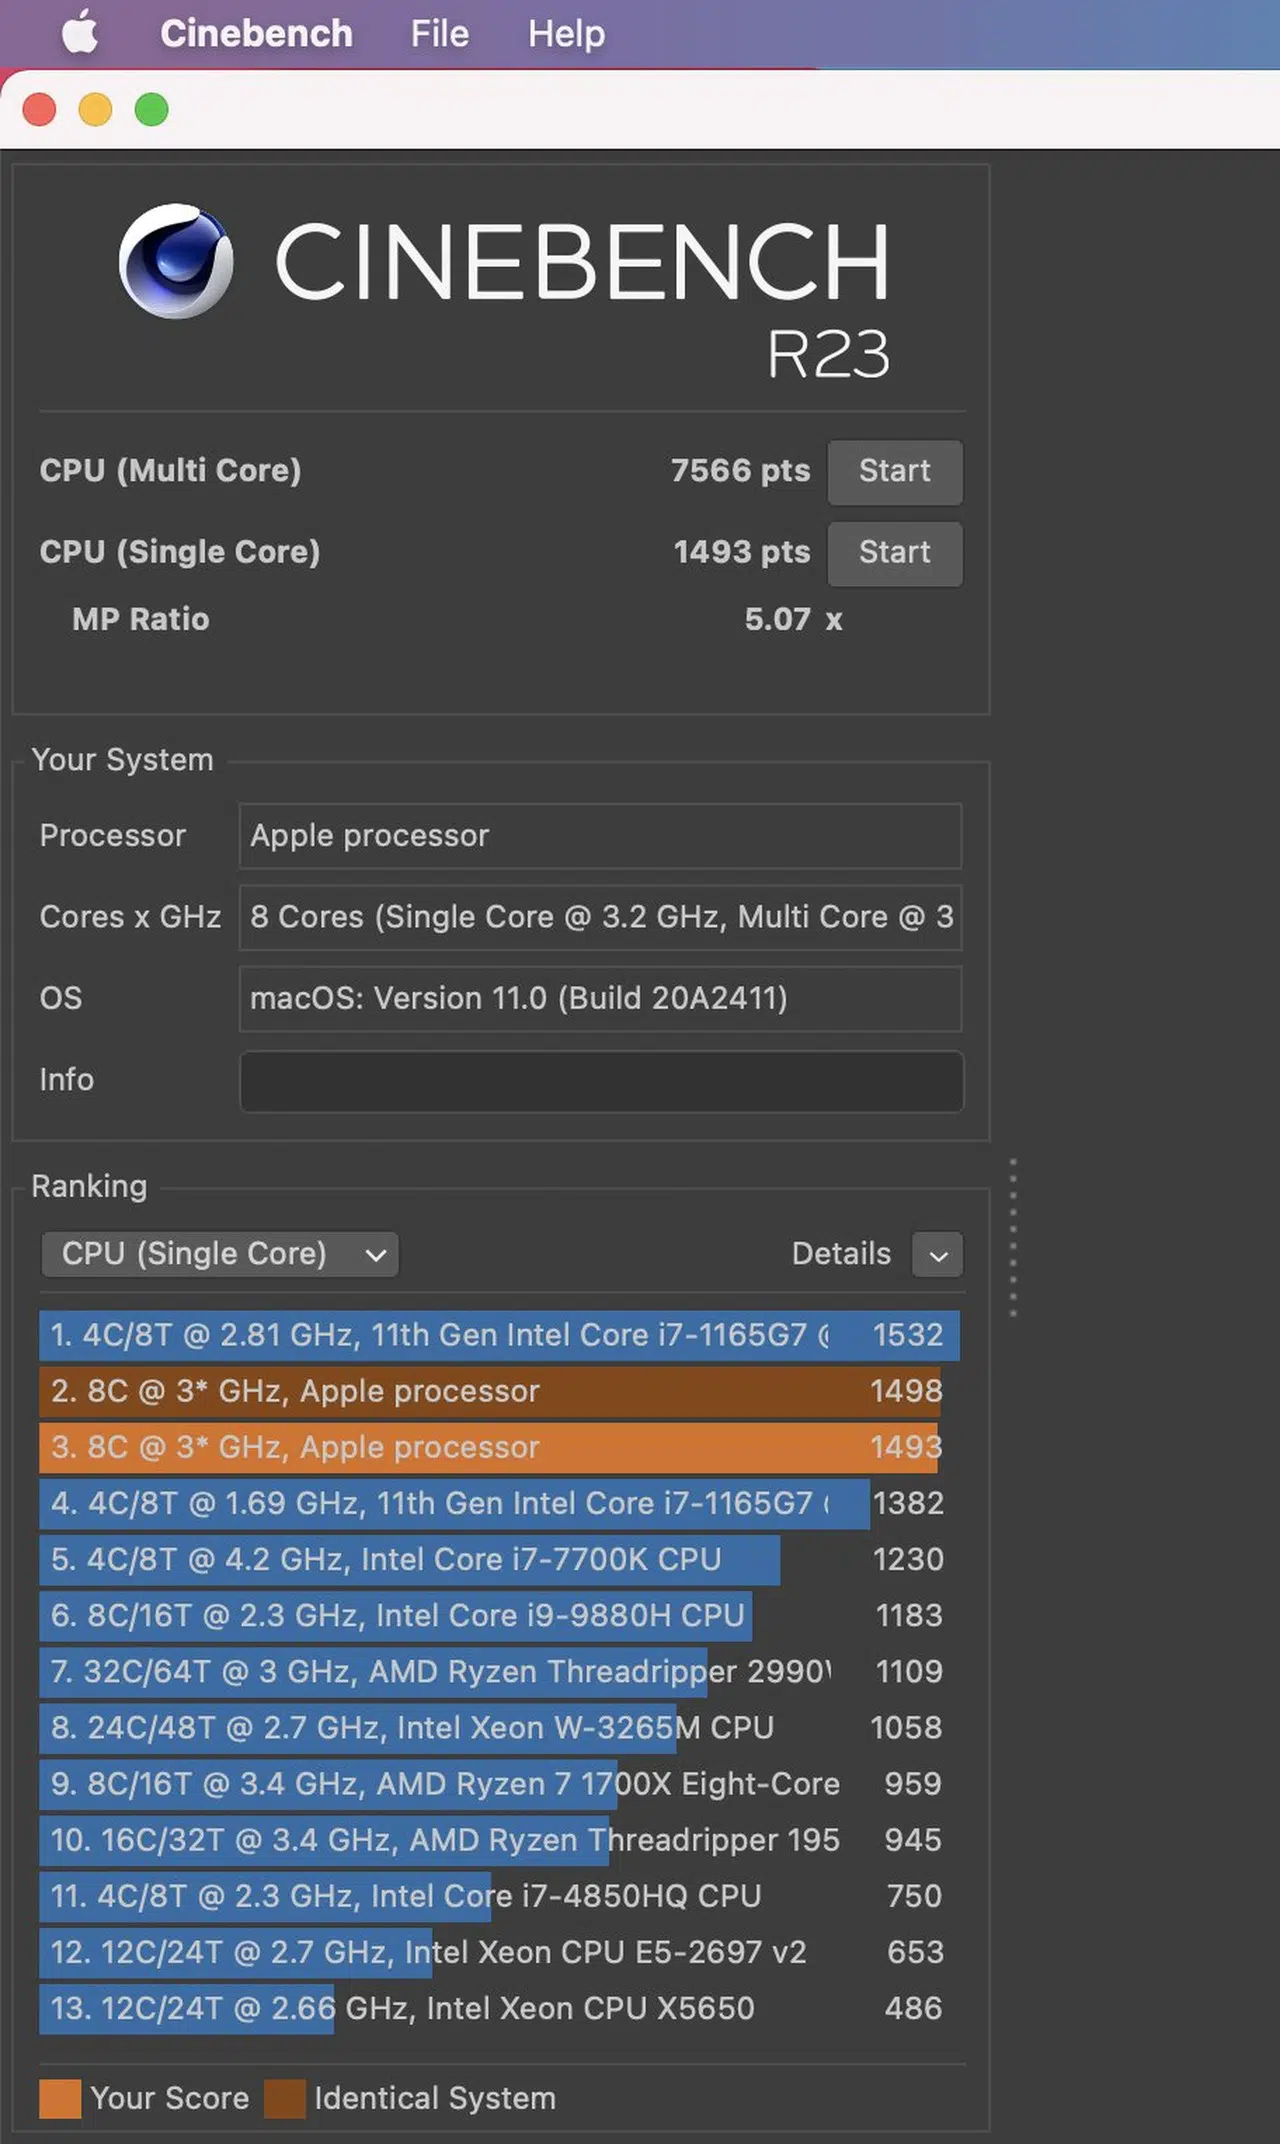 Cinebench File Help
CINEBENCH
R23
CPU (Multi Core) 7566 pts Start
CPU (Single Core) 1493 pts Start
MP Ratio 5.07 x
Your System
Processor Apple processor
Cores x GHz 8 Cores (Single Core @ 3.2 GHz, Multi Core @ 3
OS macOS: Version 11.0 (Build 20A2411)
Info
Ranking
CPU (Single Core) Details
1. 4C/8T @ 2.81 GHz, 11th Gen Intel Core i7-1165G7 @ 1532
2. 8C @ 3* GHz, Apple processor 1498
3. 8C @ 3* GHz, Apple processor 1493
4. 4C/8T @ 1.69 GHz, 11th Gen Intel Core i7-1165G7 1382
5. 4C/8T @ 4.2 GHz, Intel Core i7-7700K CPU 1230
6. 8C/16T @ 2.3 GHz, Intel Core i9-9880H CPU 1183
7. 32C/64T @ 3 GHz, AMD Ryzen Threadripper 2990 1109
8. 24C/48T @ 2.7 GHz, Intel Xeon W-3265M CPU 1058
9. 8C/16T @ 3.4 GHz, AMD Ryzen 7 1700X Eight-Core 959
10. 16C/32T @ 3.4 GHz, AMD Ryzen Threadripper 195 945
11. 4C/8T @ 2.3 GHz, Intel Core i7-4850HQ CPU 750
12. 12C/24T @ 2.7 GHz, Intel Xeon CPU E5-2697 v2 653
13. 12C/24T @ 2.66 GHz, Intel Xeon CPU X5650 486
Your Score Identical System